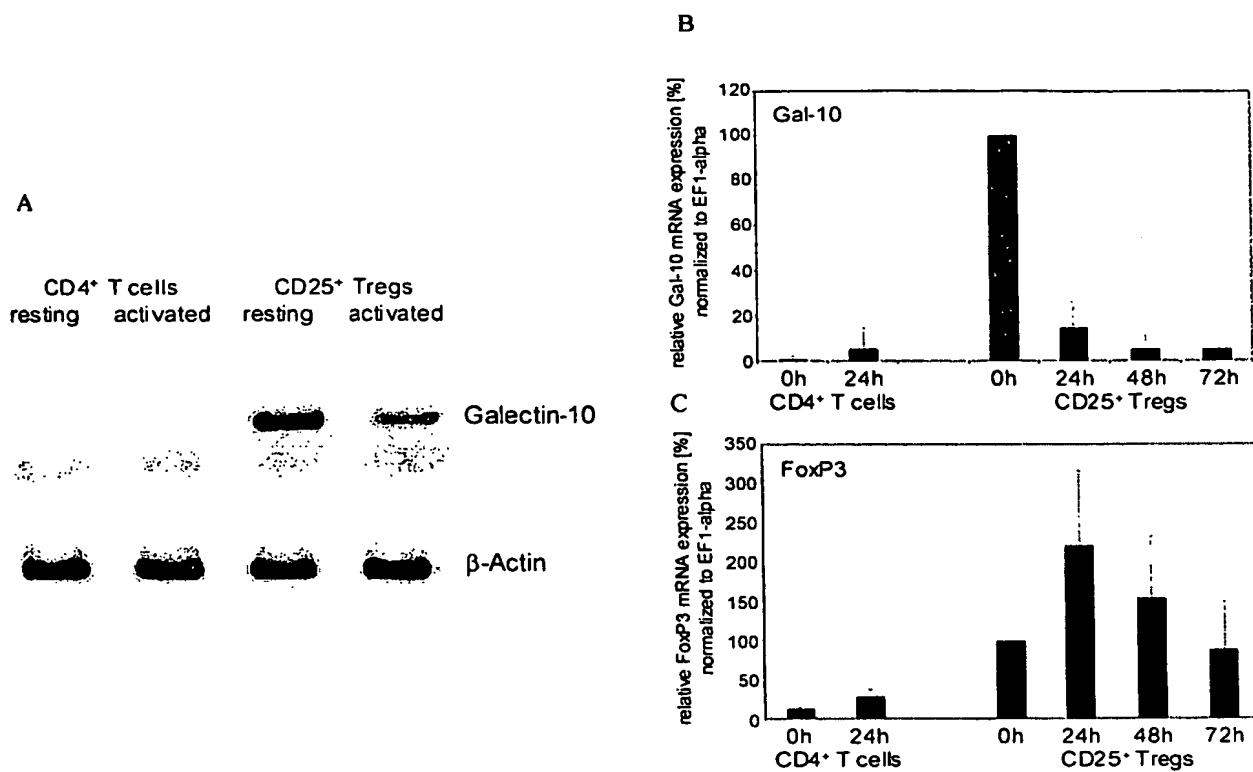 A
CD4⁺ T cells CD25⁺ Tregs
resting activated resting activated
Galectin-10
β-Actin
B
relative Gal-10 mRNA expression [%]
normalized to EF1-alpha
120
100
80
60
40
20
0
Gal-10
0h 24h 0h 24h 48h 72h
CD4⁺ T cells CD25⁺ Tregs
C
relative FoxP3 mRNA expression [%]
normalized to EF1-alpha
350
300
250
200
150
100
50
0
FoxP3
0h 24h 0h 24h 48h 72h
CD4⁺ T cells CD25⁺ Tregs